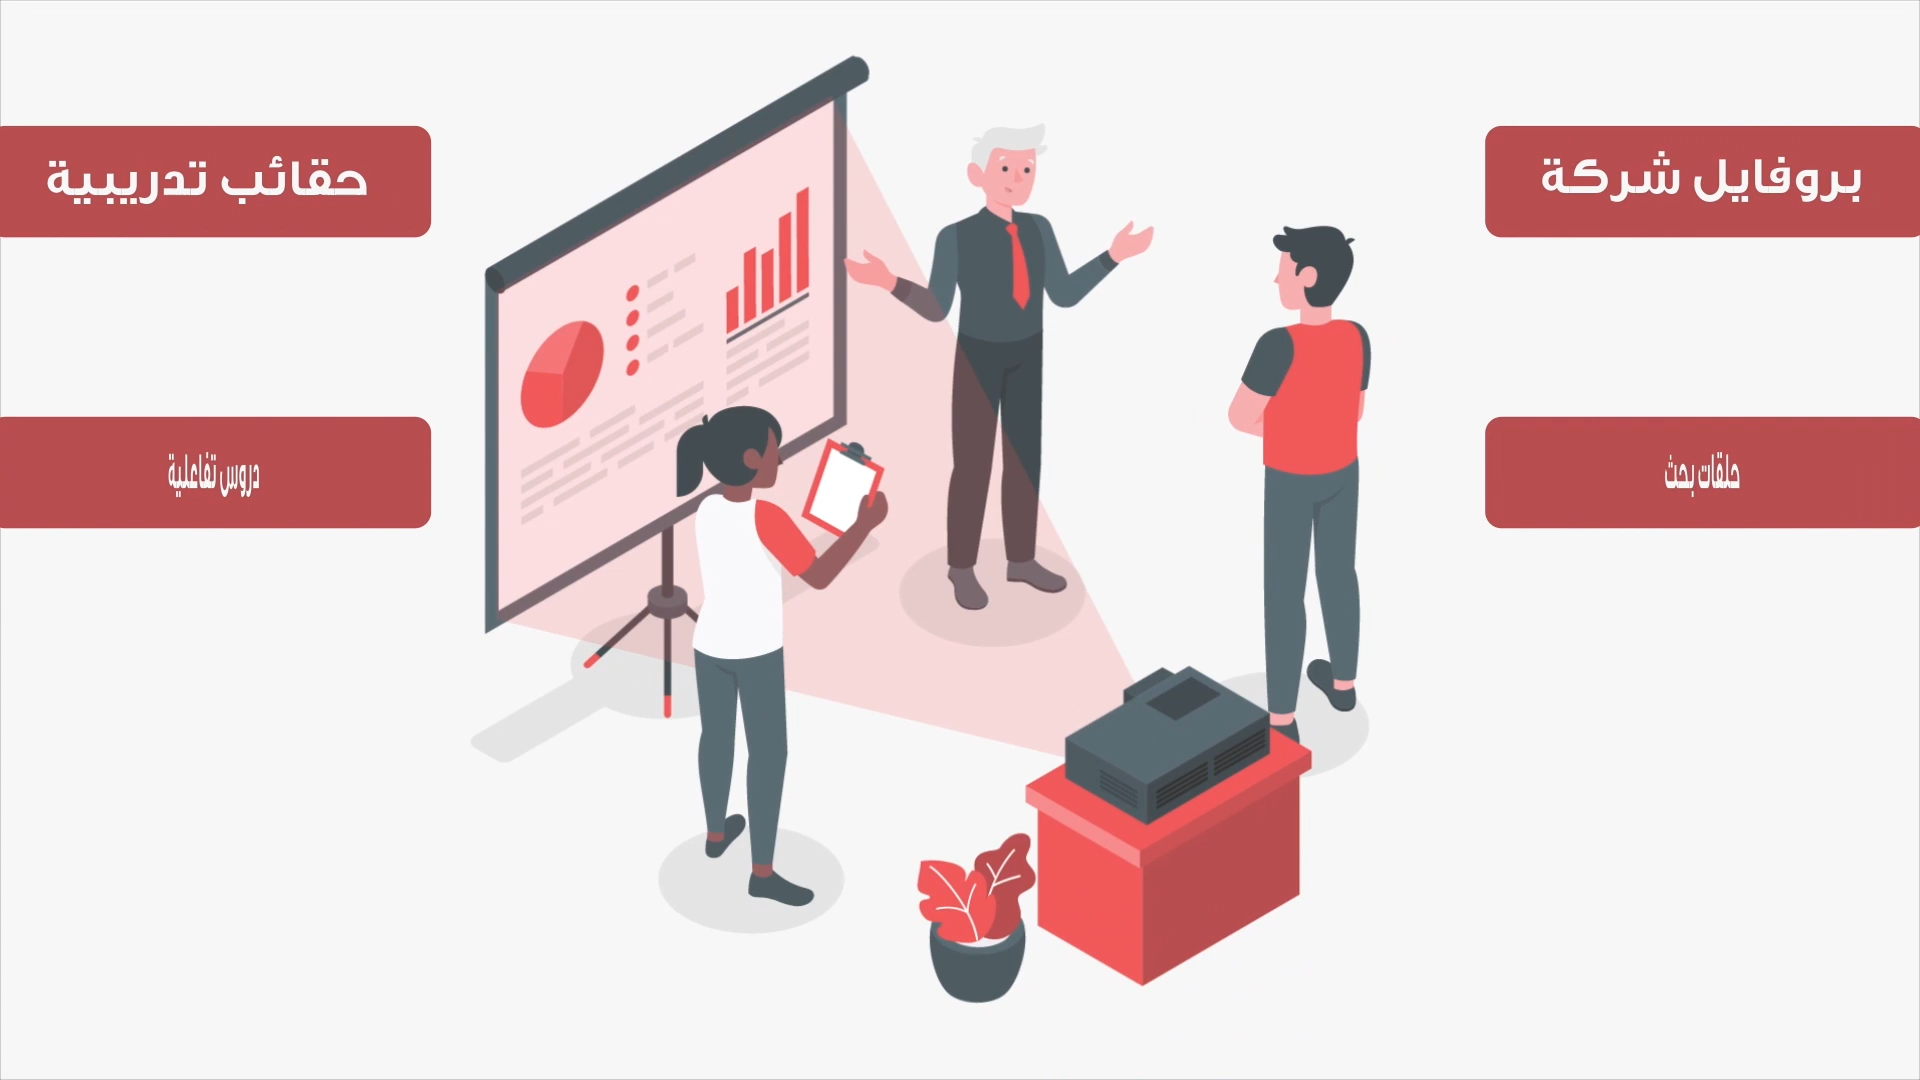 بروفايل شركة
حقائب تدريبية
حلقات بحث
دروس تفاعلية